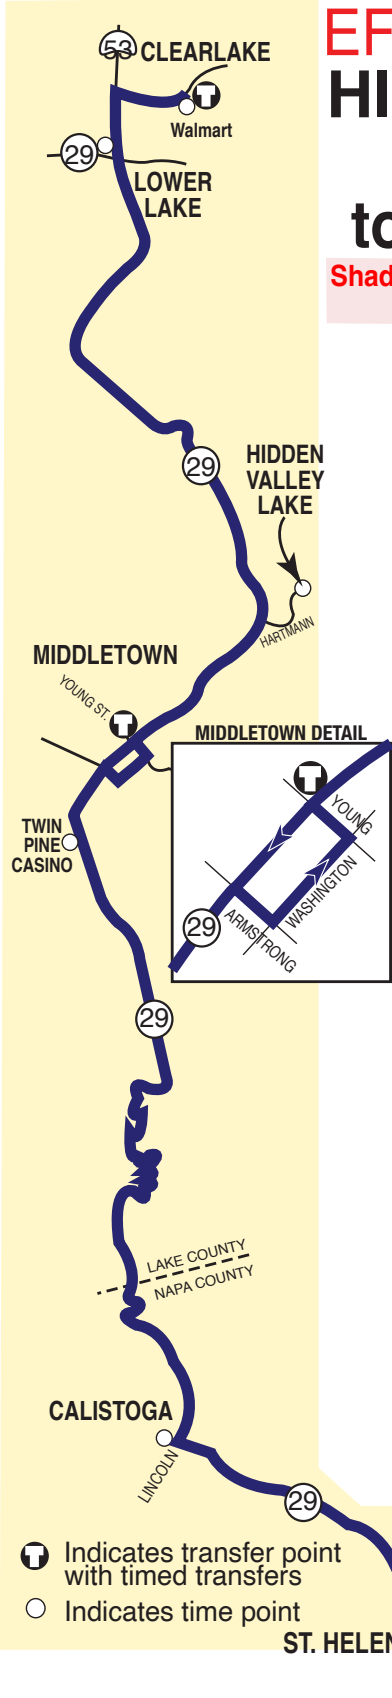 53
CLEARLAKE
EF
HI
Walmart
29
LOWER
LAKE
to
Shad
29
HIDDEN
VALLEY
LAKE
HARTMANN
MIDDLETOWN
YOUNG ST.
MIDDLETOWN DETAIL
YOUNG
WASHINGTON
ARMSTRONG
29
TWIN
PINE
CASINO
29
LAKE COUNTY
NAPA COUNTY
CALISTOGA
LINCOLN
29
T Indicates transfer point
with timed transfers
Indicates time point
ST. HELEN